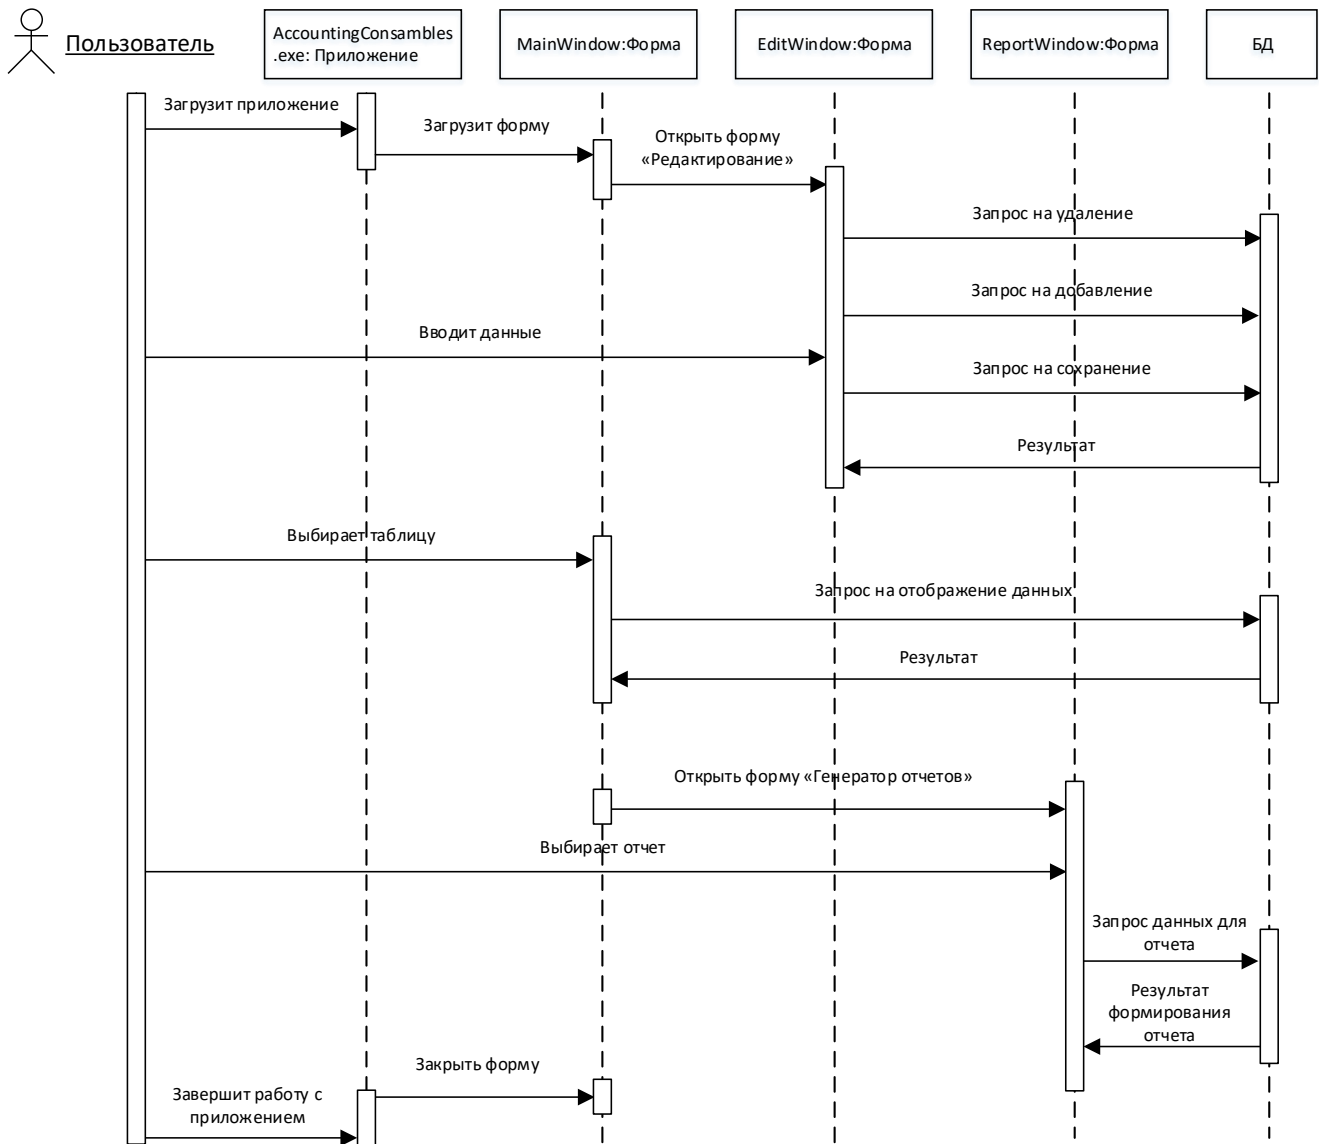 Пользователь
AccountingConsambles
.exe: Приложение
MainWindow:Форма
EditWindow:Форма
ReportWindow:Форма
БД
Загрузит приложение
Загрузит форму
Открыть форму
«Редактирование»
Запрос на удаление
Запрос на добавление
Вводит данные
Запрос на сохранение
Результат
Выбирает таблицу
Запрос на отображение данных
Результат
Открыть форму «Генератор отчетов»
Выбирает отчет
Запрос данных для
отчета
Результат
формирования
отчета
Закрыть форму
Завершит работу с
приложением